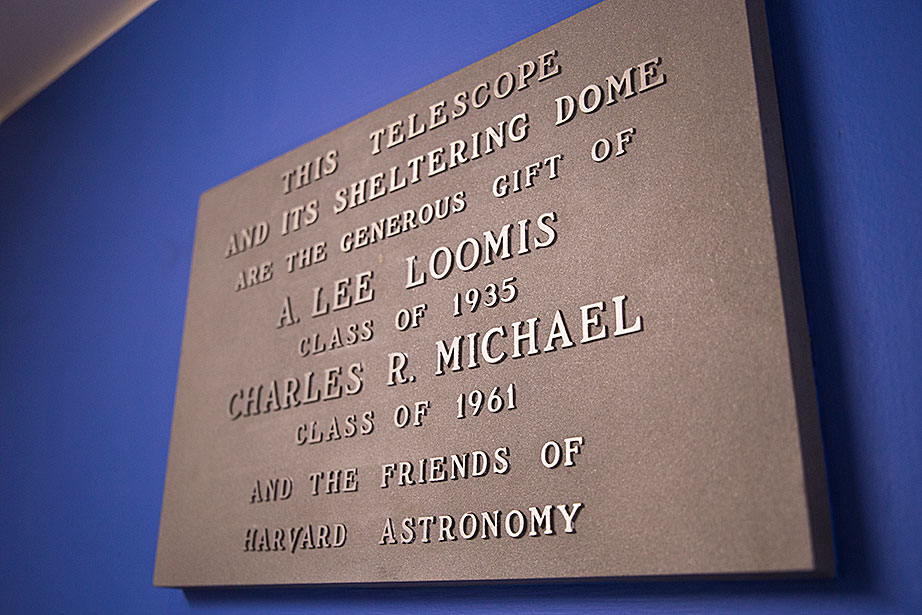 THIS TELESCOPE
AND ITS SHELTERING DOME
ARE THE GENEROUS GIFT OF
A. LEE LOOMIS
CLASS OF 1935
CHARLES R. MICHAEL
CLASS OF 1961
AND THE FRIENDS OF
HARVARD ASTRONOMY